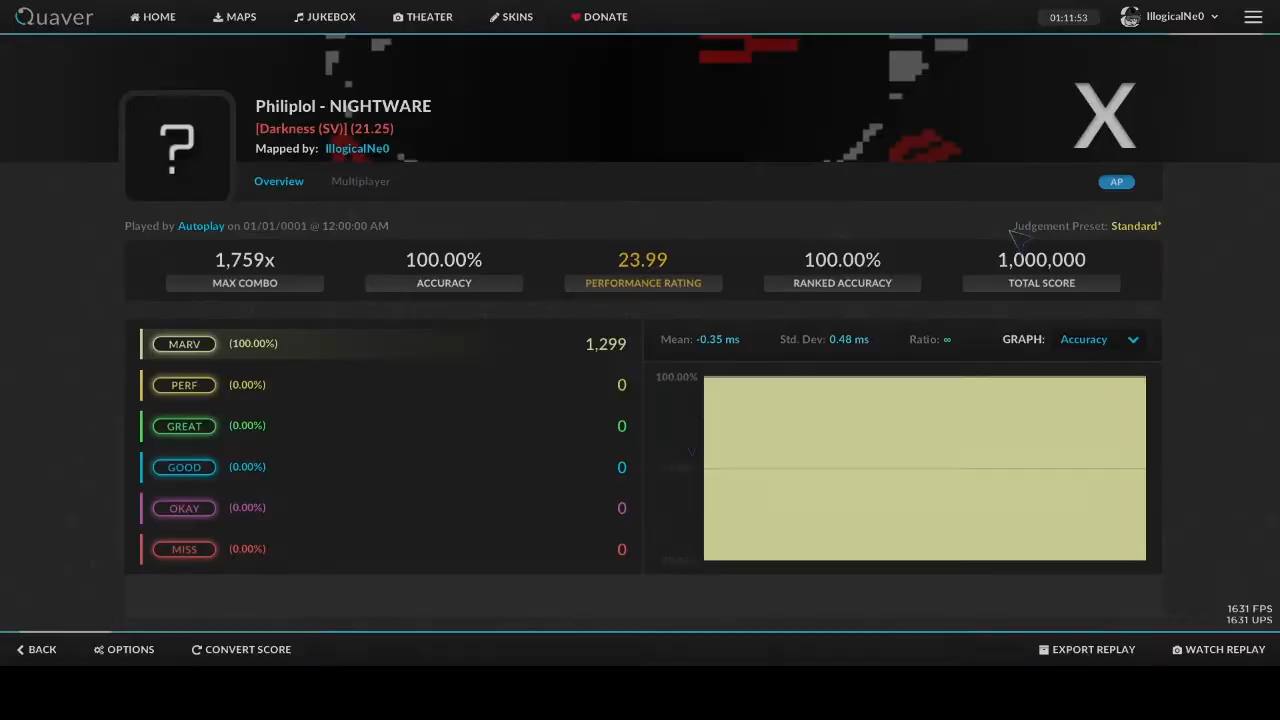 Quaver HOME MAPS JUKEBOX THEATER SKINS DONATE 01:11:53 IllogicalNe0
Philiplol - NIGHTWARE
[Darkness (SV)] (21.25)
Mapped by: IllogicalNe0
X
?
Overview Multiplayer AP
Played by Autoplay on 01/01/0001 @ 12:00:00 AM Judgement Preset: Standard*
1,759x 100.00% 23.99 100.00% 1,000,000
MAX COMBO ACCURACY PERFORMANCE RATING RANKED ACCURACY TOTAL SCORE
MARV (100.00%) 1,299
PERF (0.00%) 0
GREAT (0.00%) 0
GOOD (0.00%) 0
OKAY (0.00%) 0
MISS (0.00%) 0
Mean: -0.35 ms Std. Dev: 0.48 ms Ratio: ∞ GRAPH: Accuracy
100.00%
1631 FPS
1631 UPS
BACK OPTIONS CONVERT SCORE EXPORT REPLAY WATCH REPLAY